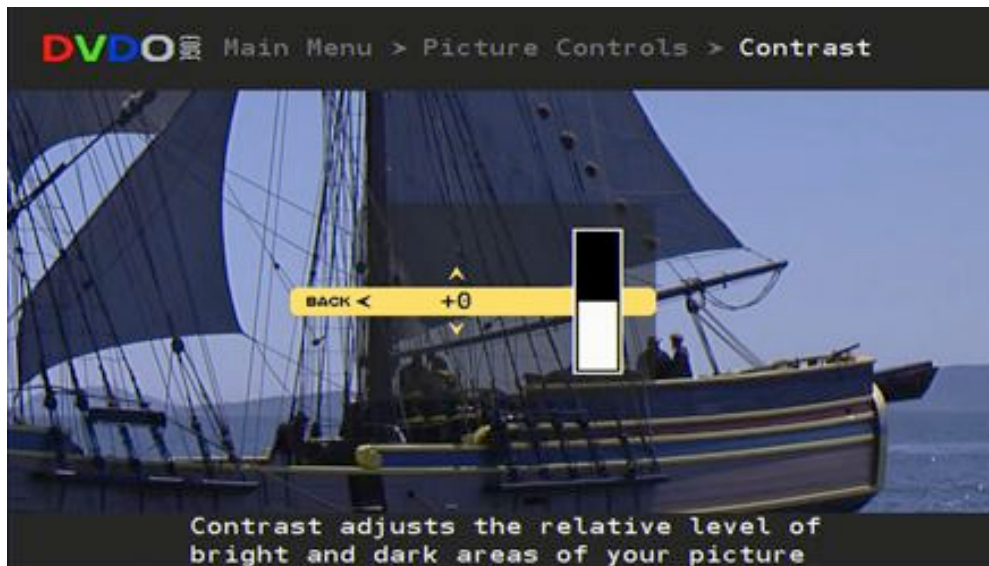 DVDO Main Menu > Picture Controls > Contrast
BACK < +0
Contrast adjusts the relative level of
bright and dark areas of your picture